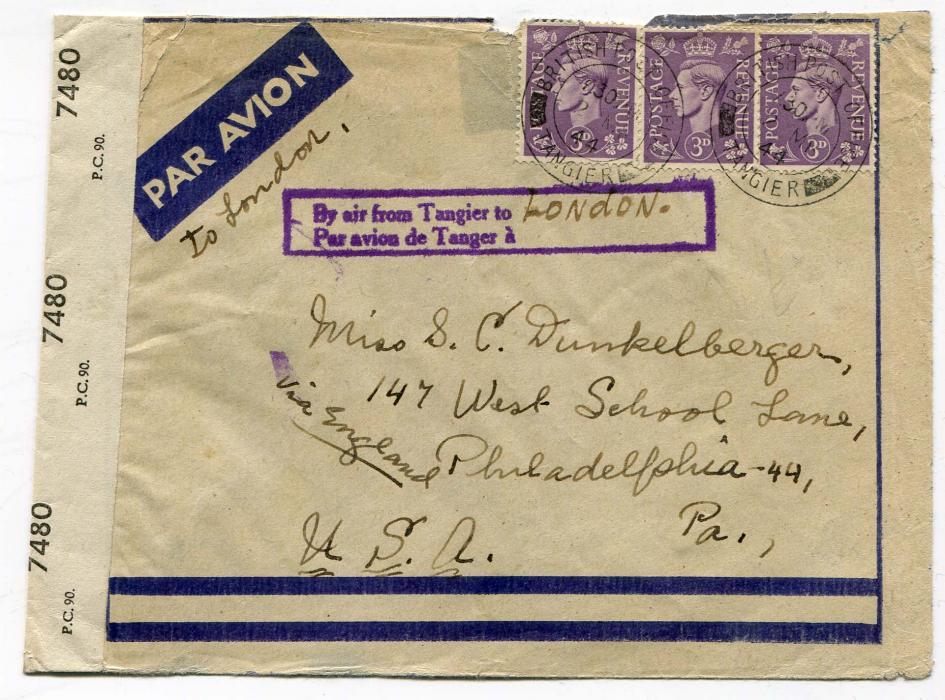 7480
P.C. 90.
7480
P.C. 90.
7480
P.C. 90.
PAR AVION
to London.
POSTAGE REVENUE
3D
POSTAGE REVENUE
3D
POSTAGE REVENUE
3D
BRITISH POST
44
TANGIER
44
TANGIER
By air from Tangier to LONDON.
Par avion de Tanger à
Miss S. C. Dunkelberger,
147 West School Lane,
via England
Philadelphia-44,
Pa.,
U. S. A.